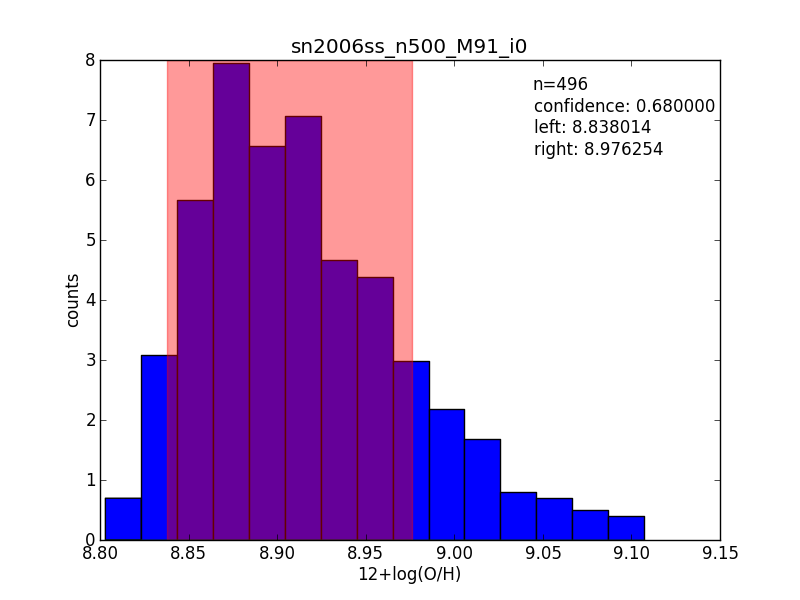 sn2006ss_n500_M91_i0
n=496
confidence: 0.680000
left: 8.838014
right: 8.976254
counts
8
7
6
5
4
3
2
1
0
8.80 8.85 8.90 8.95 9.00 9.05 9.10 9.15
12+log(O/H)